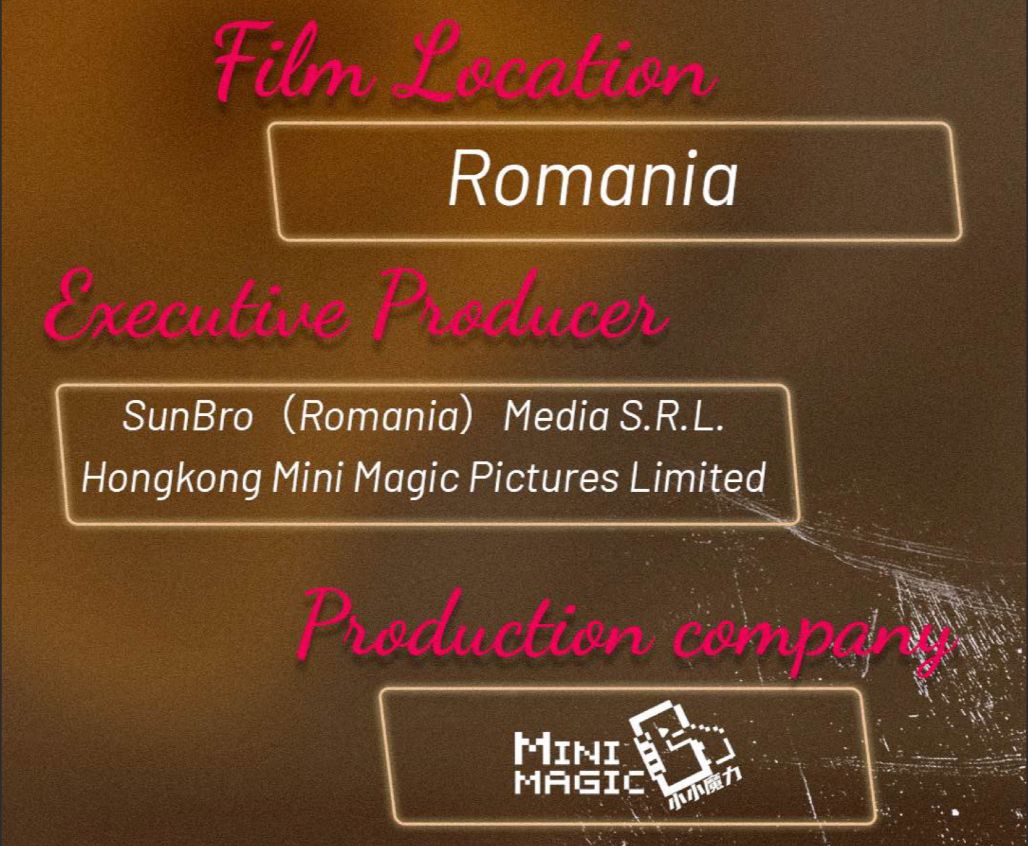 Film Location
Romania
Executive Producer
SunBro（Romania） Media S.R.L.
Hongkong Mini Magic Pictures Limited
Production company
MINI
MAGIC
小小魔力